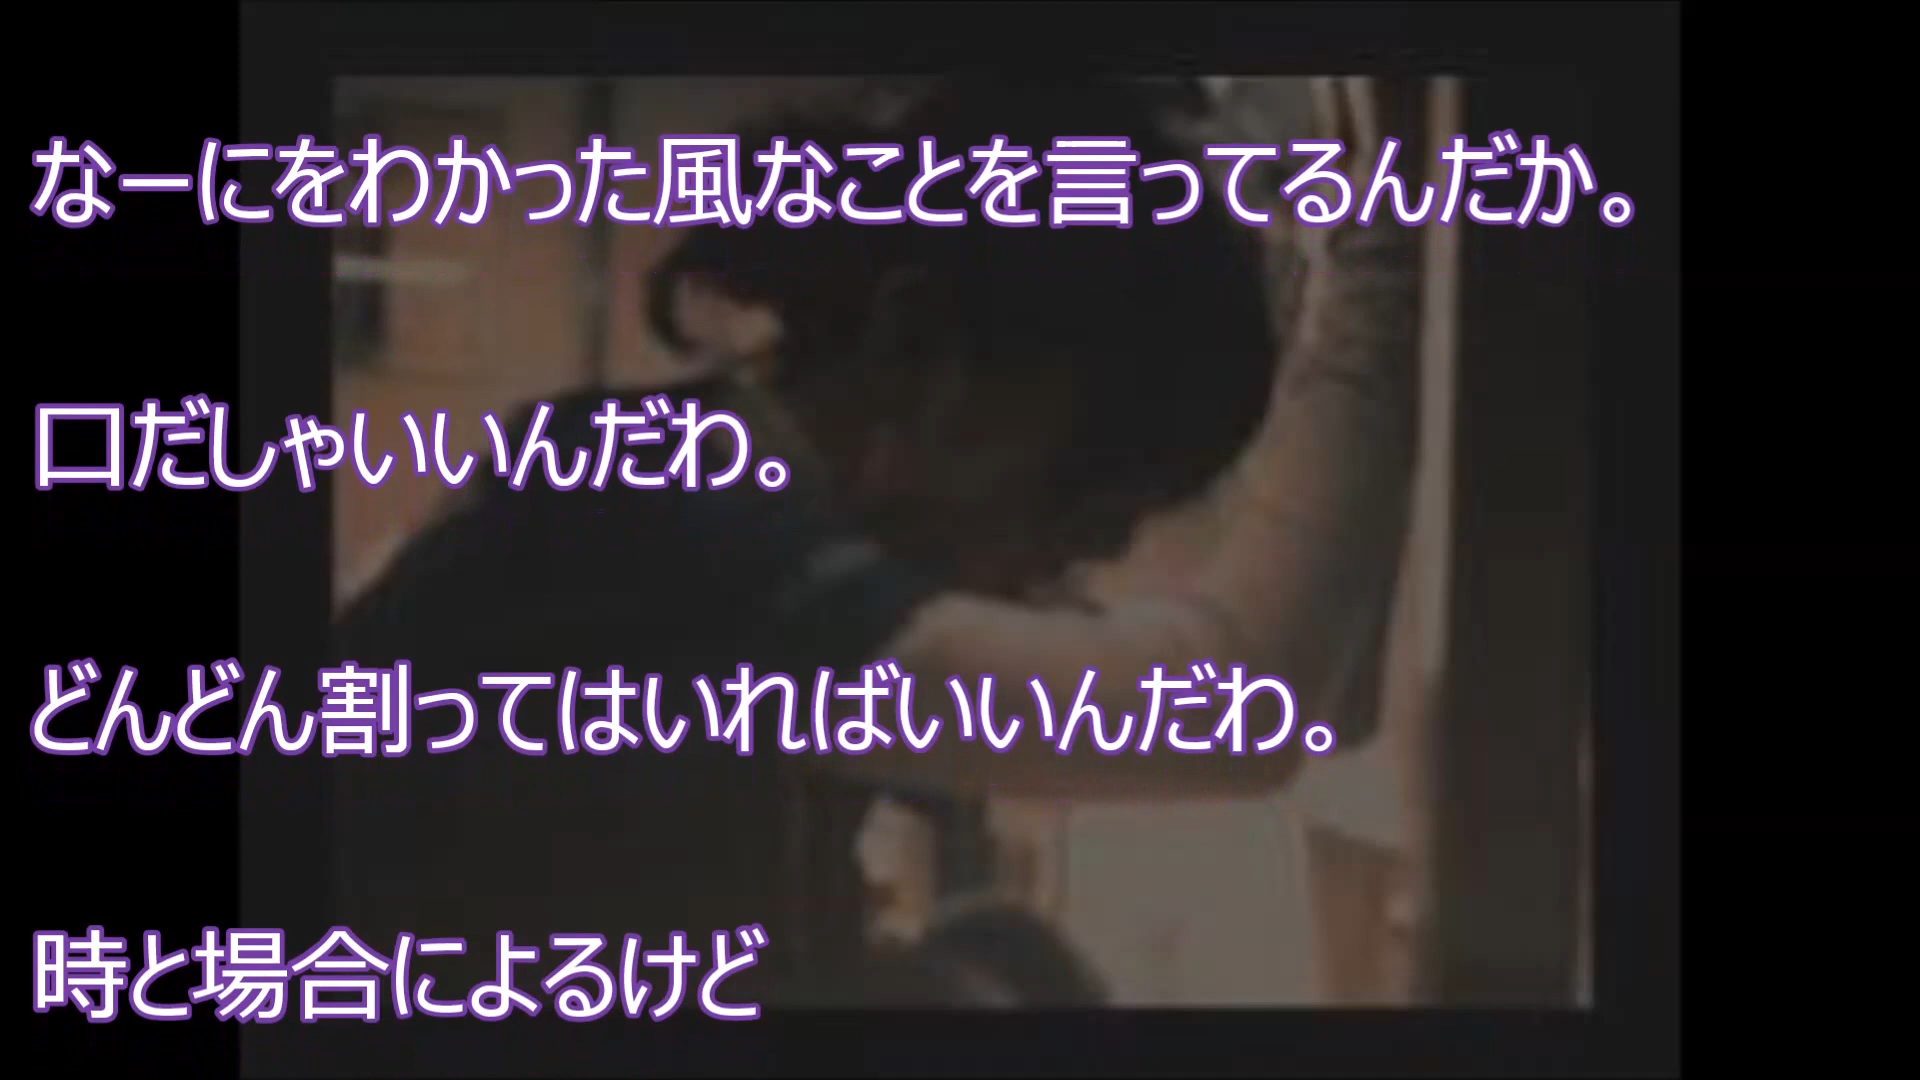 なーにをわかった風なことを言ってるんだか。
口だしゃいいんだわ。
どんどん割ってはいればいいんだわ。
時と場合によるけど